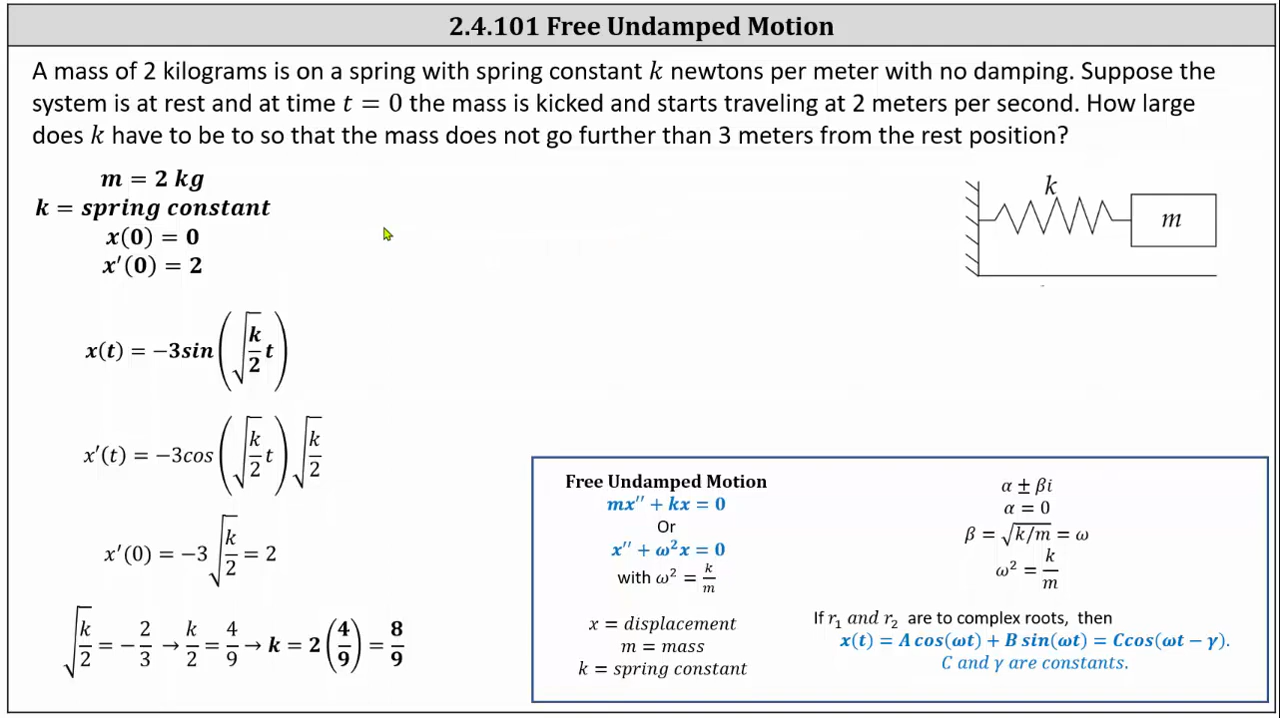 2.4.101 Free Undamped Motion
A mass of 2 kilograms is on a spring with spring constant k newtons per meter with no damping. Suppose the
system is at rest and at time t = 0 the mass is kicked and starts traveling at 2 meters per second. How large
does k have to be to so that the mass does not go further than 3 meters from the rest position?
m = 2 kg
k = spring constant
x(0) = 0
x′(0) = 2
k
m
x(t) = −3sin(√(k/2) t)
x′(t) = −3cos(√(k/2) t) √(k/2)
x′(0) = −3 √(k/2) = 2
√(k/2) = −2/3 → k/2 = 4/9 → k = 2(4/9) = 8/9
Free Undamped Motion
mx′′ + kx = 0
Or
x′′ + ω²x = 0
with ω² = k/m
x = displacement
m = mass
k = spring constant
α ± βi
α = 0
β = √(k/m) = ω
ω² = k/m
If r₁ and r₂ are to complex roots, then
x(t) = A cos(ωt) + B sin(ωt) = Ccos(ωt − γ).
C and γ are constants.